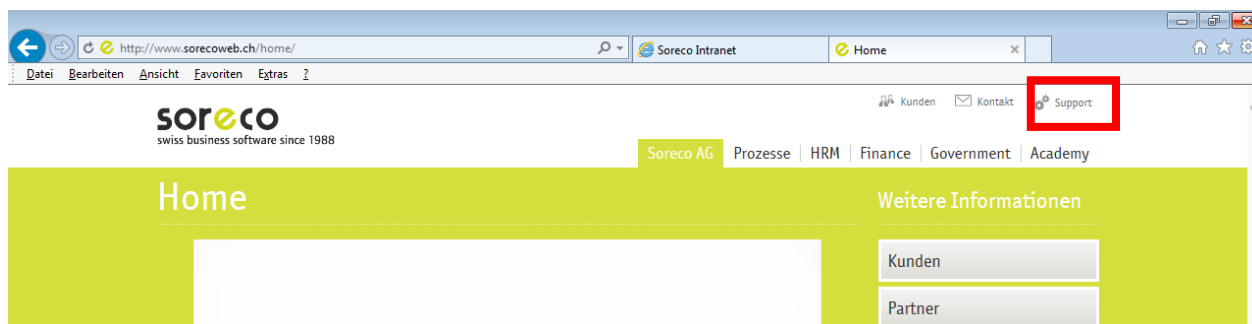 http://www.sorecoweb.ch/home/
Soreco Intranet
Home
Datei Bearbeiten Ansicht Favoriten Extras ?
Kunden Kontakt Support
soreco
swiss business software since 1988
Soreco AG Prozesse HRM Finance Government Academy
Home
Weitere Informationen
Kunden
Partner